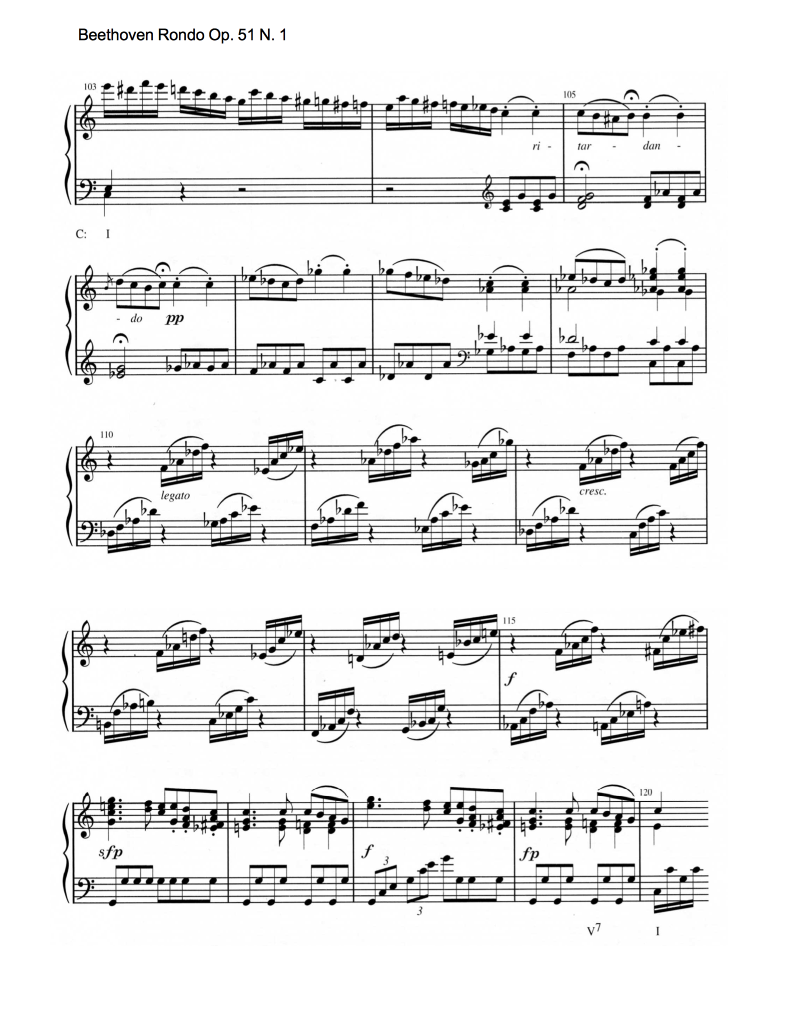 Beethoven Rondo Op. 51 N. 1
103
105
ri - tar - dan -
C: I
- do pp
110
legato
cresc.
115
f
120
sfp f fp
3
3
V7 I